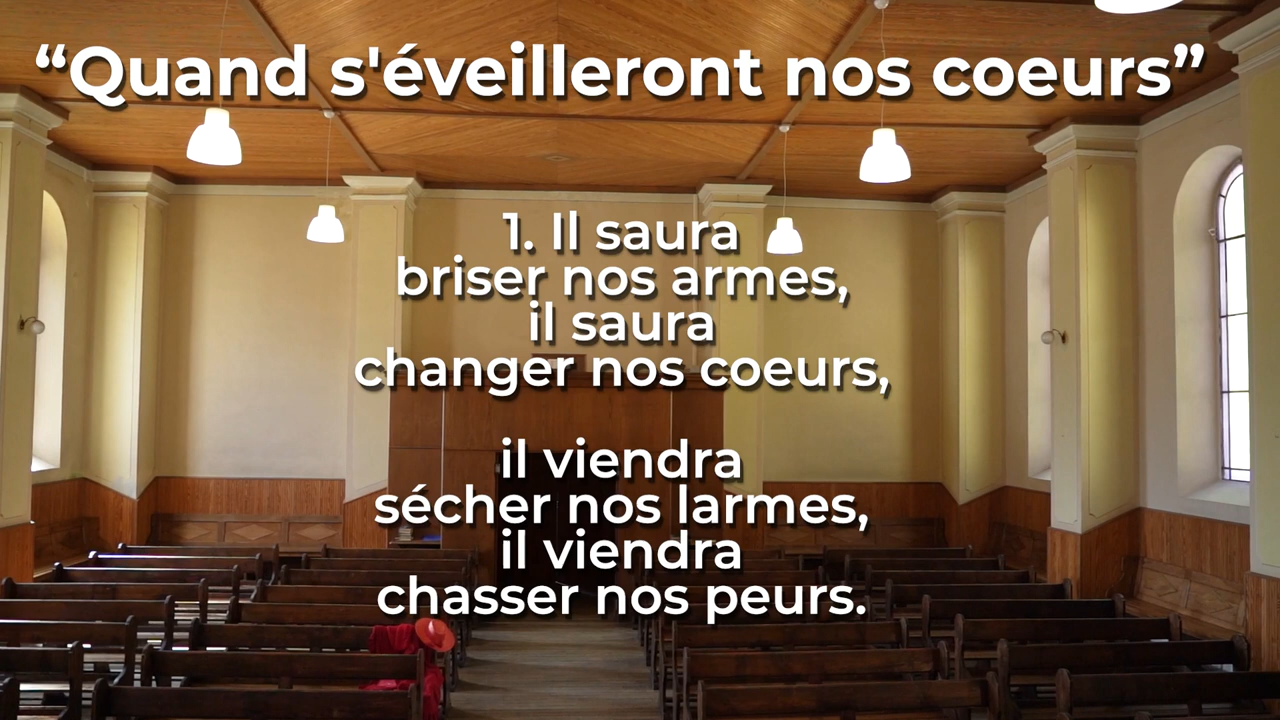 “Quand s'éveilleront nos coeurs”
1. Il saura
briser nos armes,
il saura
changer nos coeurs,
il viendra
sécher nos larmes,
il viendra
chasser nos peurs.